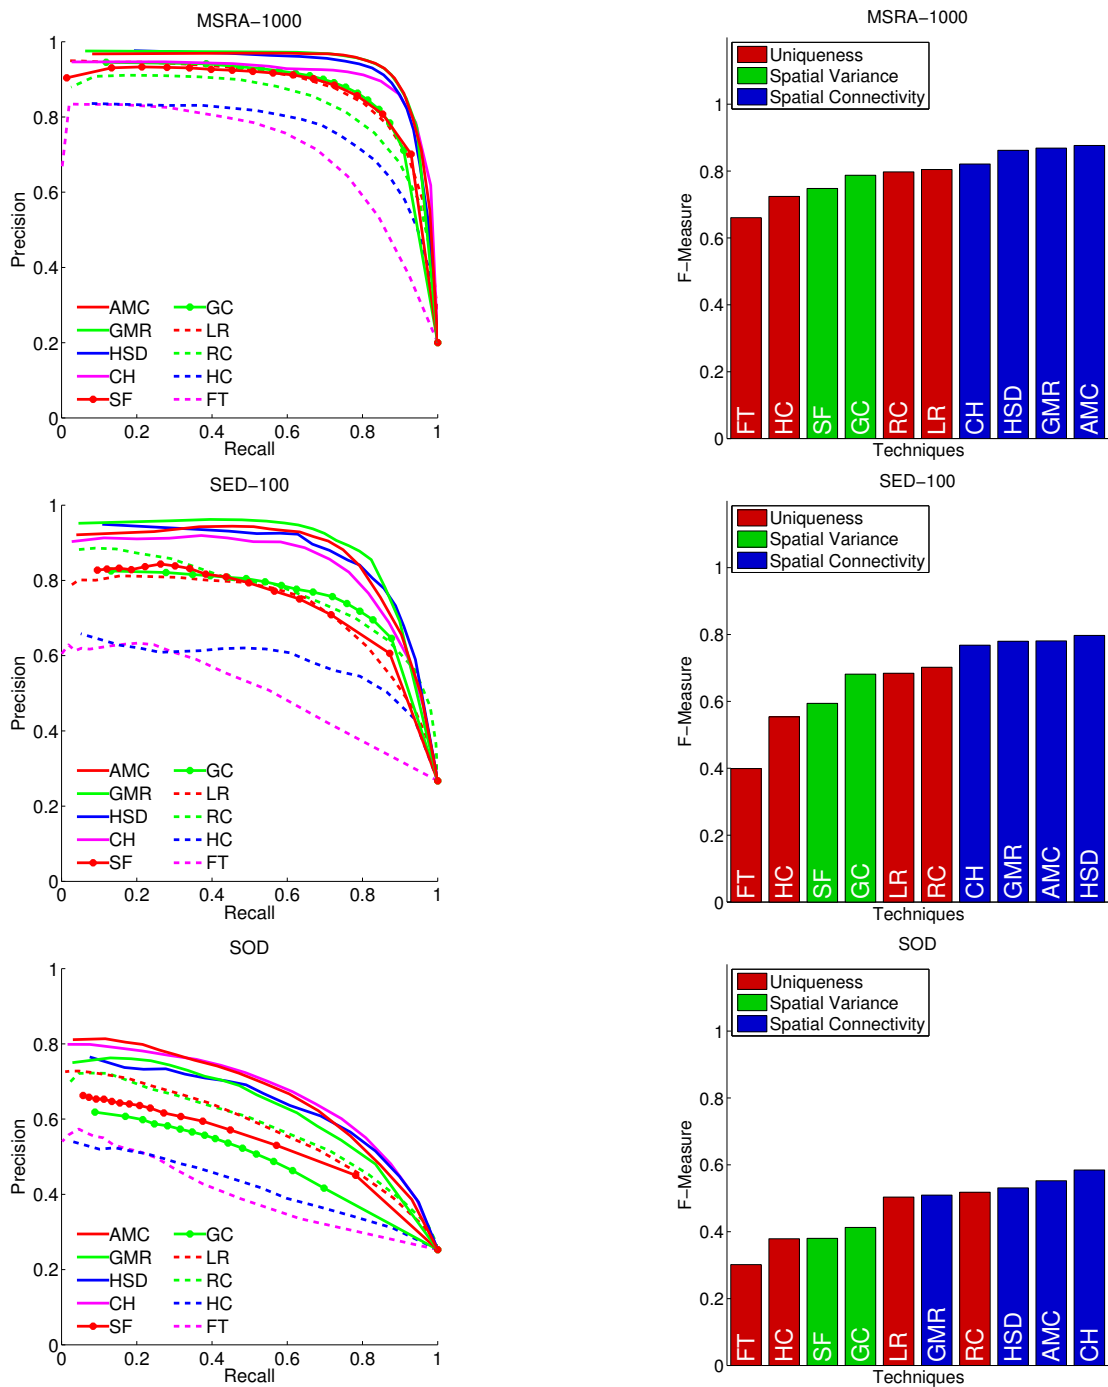 MSRA−1000
1
0.8
0.6
0.4
0.2
0
Precision
AMC GC
GMR LR
HSD RC
CH HC
SF FT
0 0.2 0.4 0.6 0.8 1
Recall
MSRA−1000
Uniqueness
Spatial Variance
Spatial Connectivity
1
0.8
0.6
0.4
0.2
0
F−Measure
FT HC SF GC RC LR CH HSD GMR AMC
Techniques
SED−100
1
0.8
0.6
0.4
0.2
0
Precision
AMC GC
GMR LR
HSD RC
CH HC
SF FT
0 0.2 0.4 0.6 0.8 1
Recall
SED−100
Uniqueness
Spatial Variance
Spatial Connectivity
1
0.8
0.6
0.4
0.2
0
F−Measure
FT HC SF GC LR RC CH GMR AMC HSD
Techniques
SOD
1
0.8
0.6
0.4
0.2
0
Precision
AMC GC
GMR LR
HSD RC
CH HC
SF FT
0 0.2 0.4 0.6 0.8 1
Recall
SOD
Uniqueness
Spatial Variance
Spatial Connectivity
1
0.8
0.6
0.4
0.2
0
F−Measure
FT HC SF GC LR GMR RC HSD AMC CH
Techniques